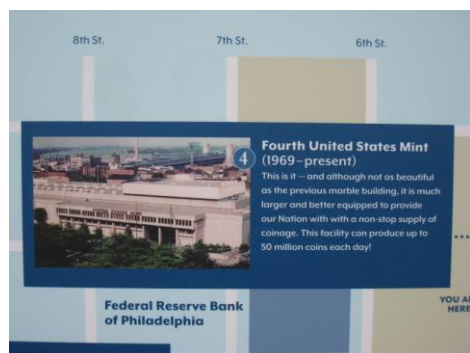 8th St. 7th St. 6th St.
4
Fourth United States Mint
(1969–present)
This is it — and although not as beautiful
as the previous marble building, it is much
larger and better equipped to provide
our Nation with with a non-stop supply of
coinage. This facility can produce up to
50 million coins each day!
Federal Reserve Bank
of Philadelphia
YOU A
HERE